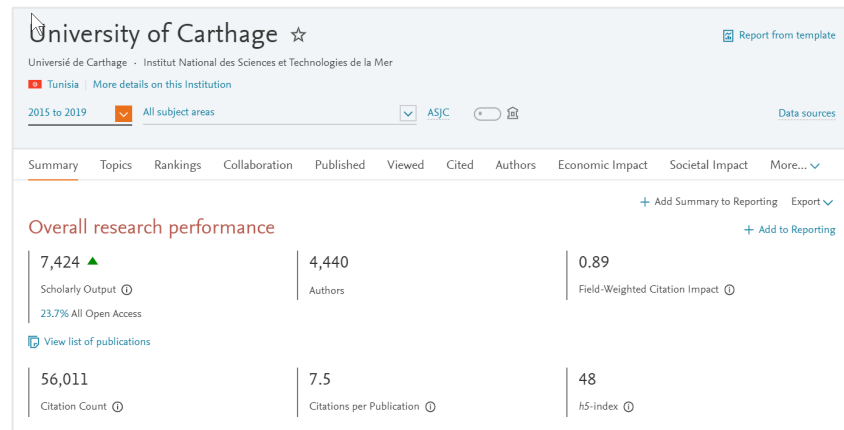 University of Carthage
Report from template
Universié de Carthage · Institut National des Sciences et Technologies de la Mer
Tunisia | More details on this Institution
2015 to 2019 All subject areas ASJC Data sources
Summary Topics Rankings Collaboration Published Viewed Cited Authors Economic Impact Societal Impact More...
+ Add Summary to Reporting Export
Overall research performance
+ Add to Reporting
7,424 4,440 0.89
Scholarly Output Authors Field-Weighted Citation Impact
23.7% All Open Access
View list of publications
56,011 7.5 48
Citation Count Citations per Publication h5-index